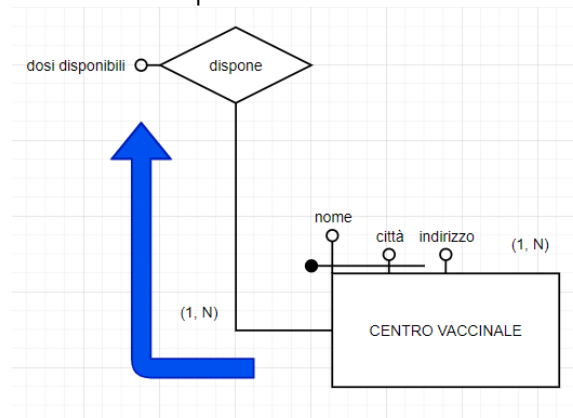 dosi disponibili
dispone
nome
città
indirizzo
(1, N)
(1, N)
CENTRO VACCINALE